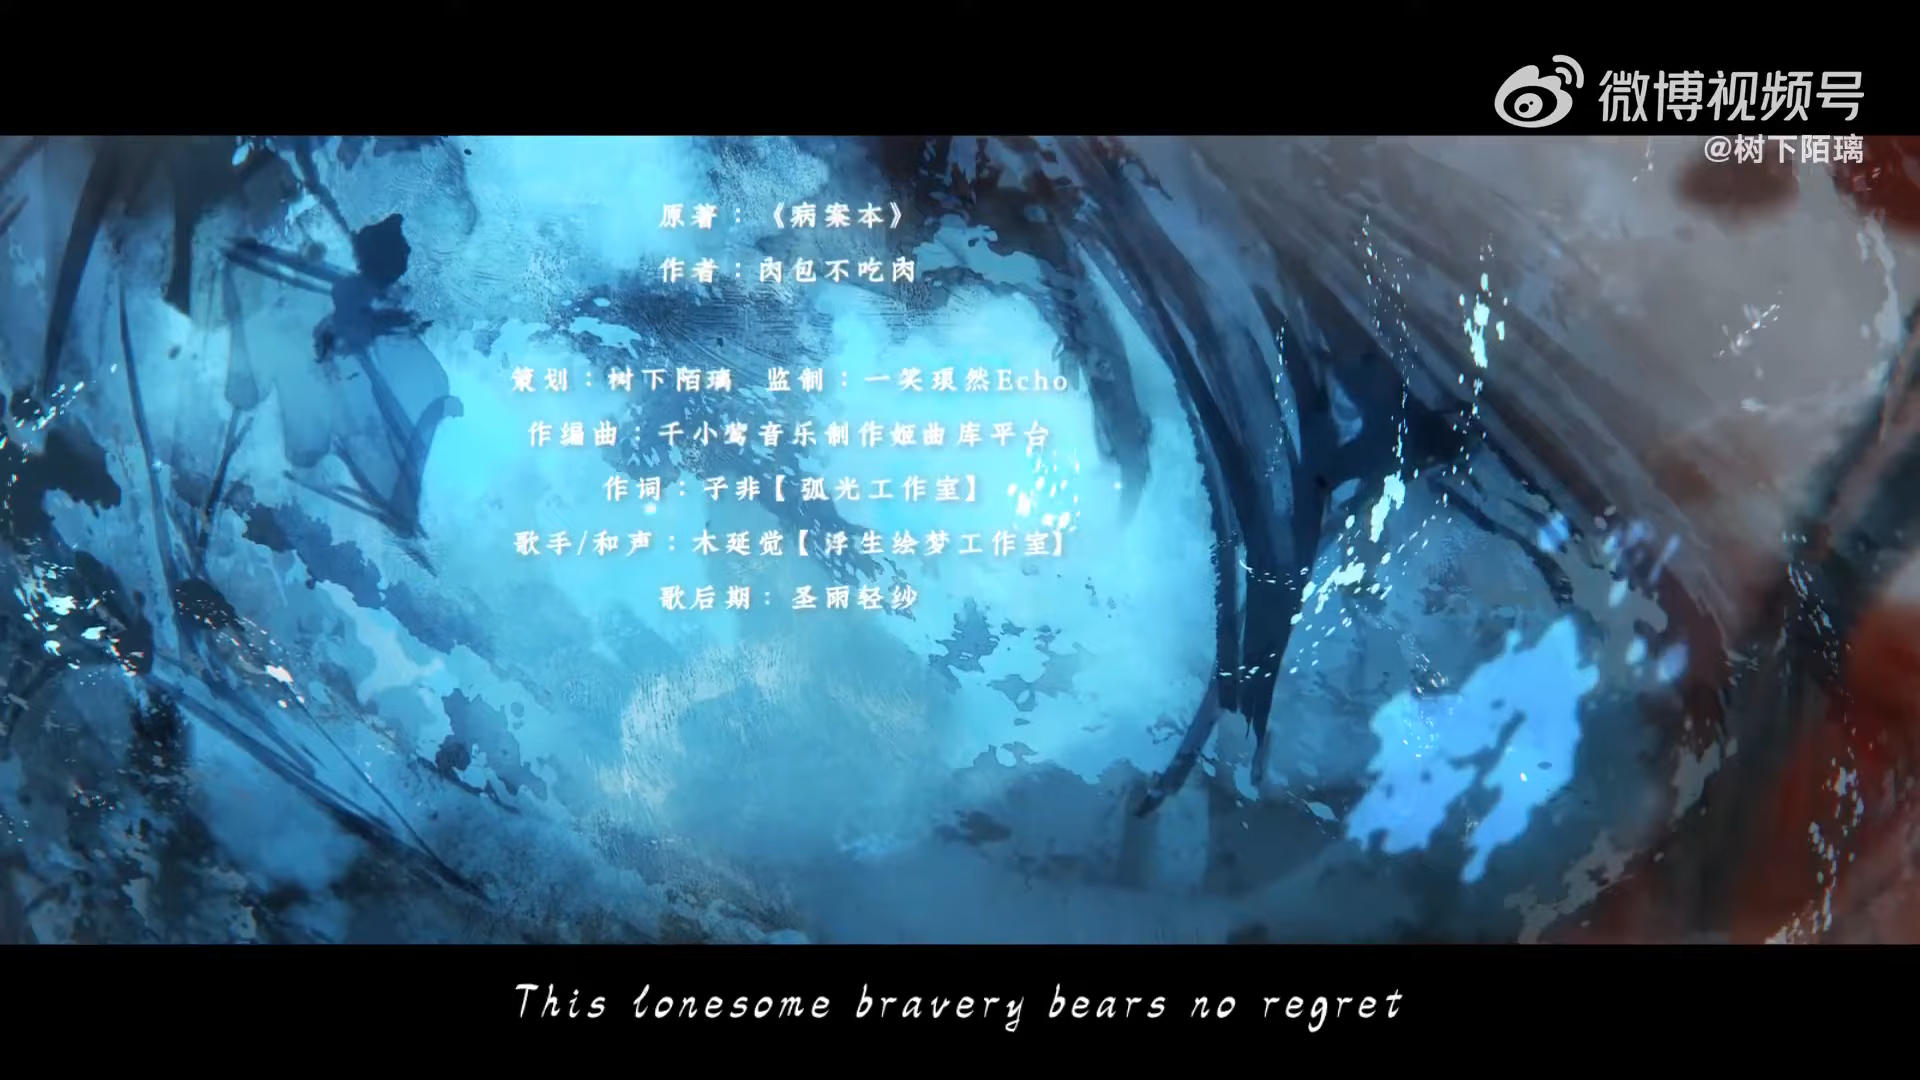 微博视频号
@树下陌璃
原著：《病案本》
作者：肉包不吃肉
策划：树下陌璃 监制：一笑璟然Echo
作编曲：千小莺音乐制作姬曲库平台
作词：子非【弧光工作室】
歌手/和声：木延觉【浮生绘梦工作室】
歌后期：圣雨轻纱
This lonesome bravery bears no regret